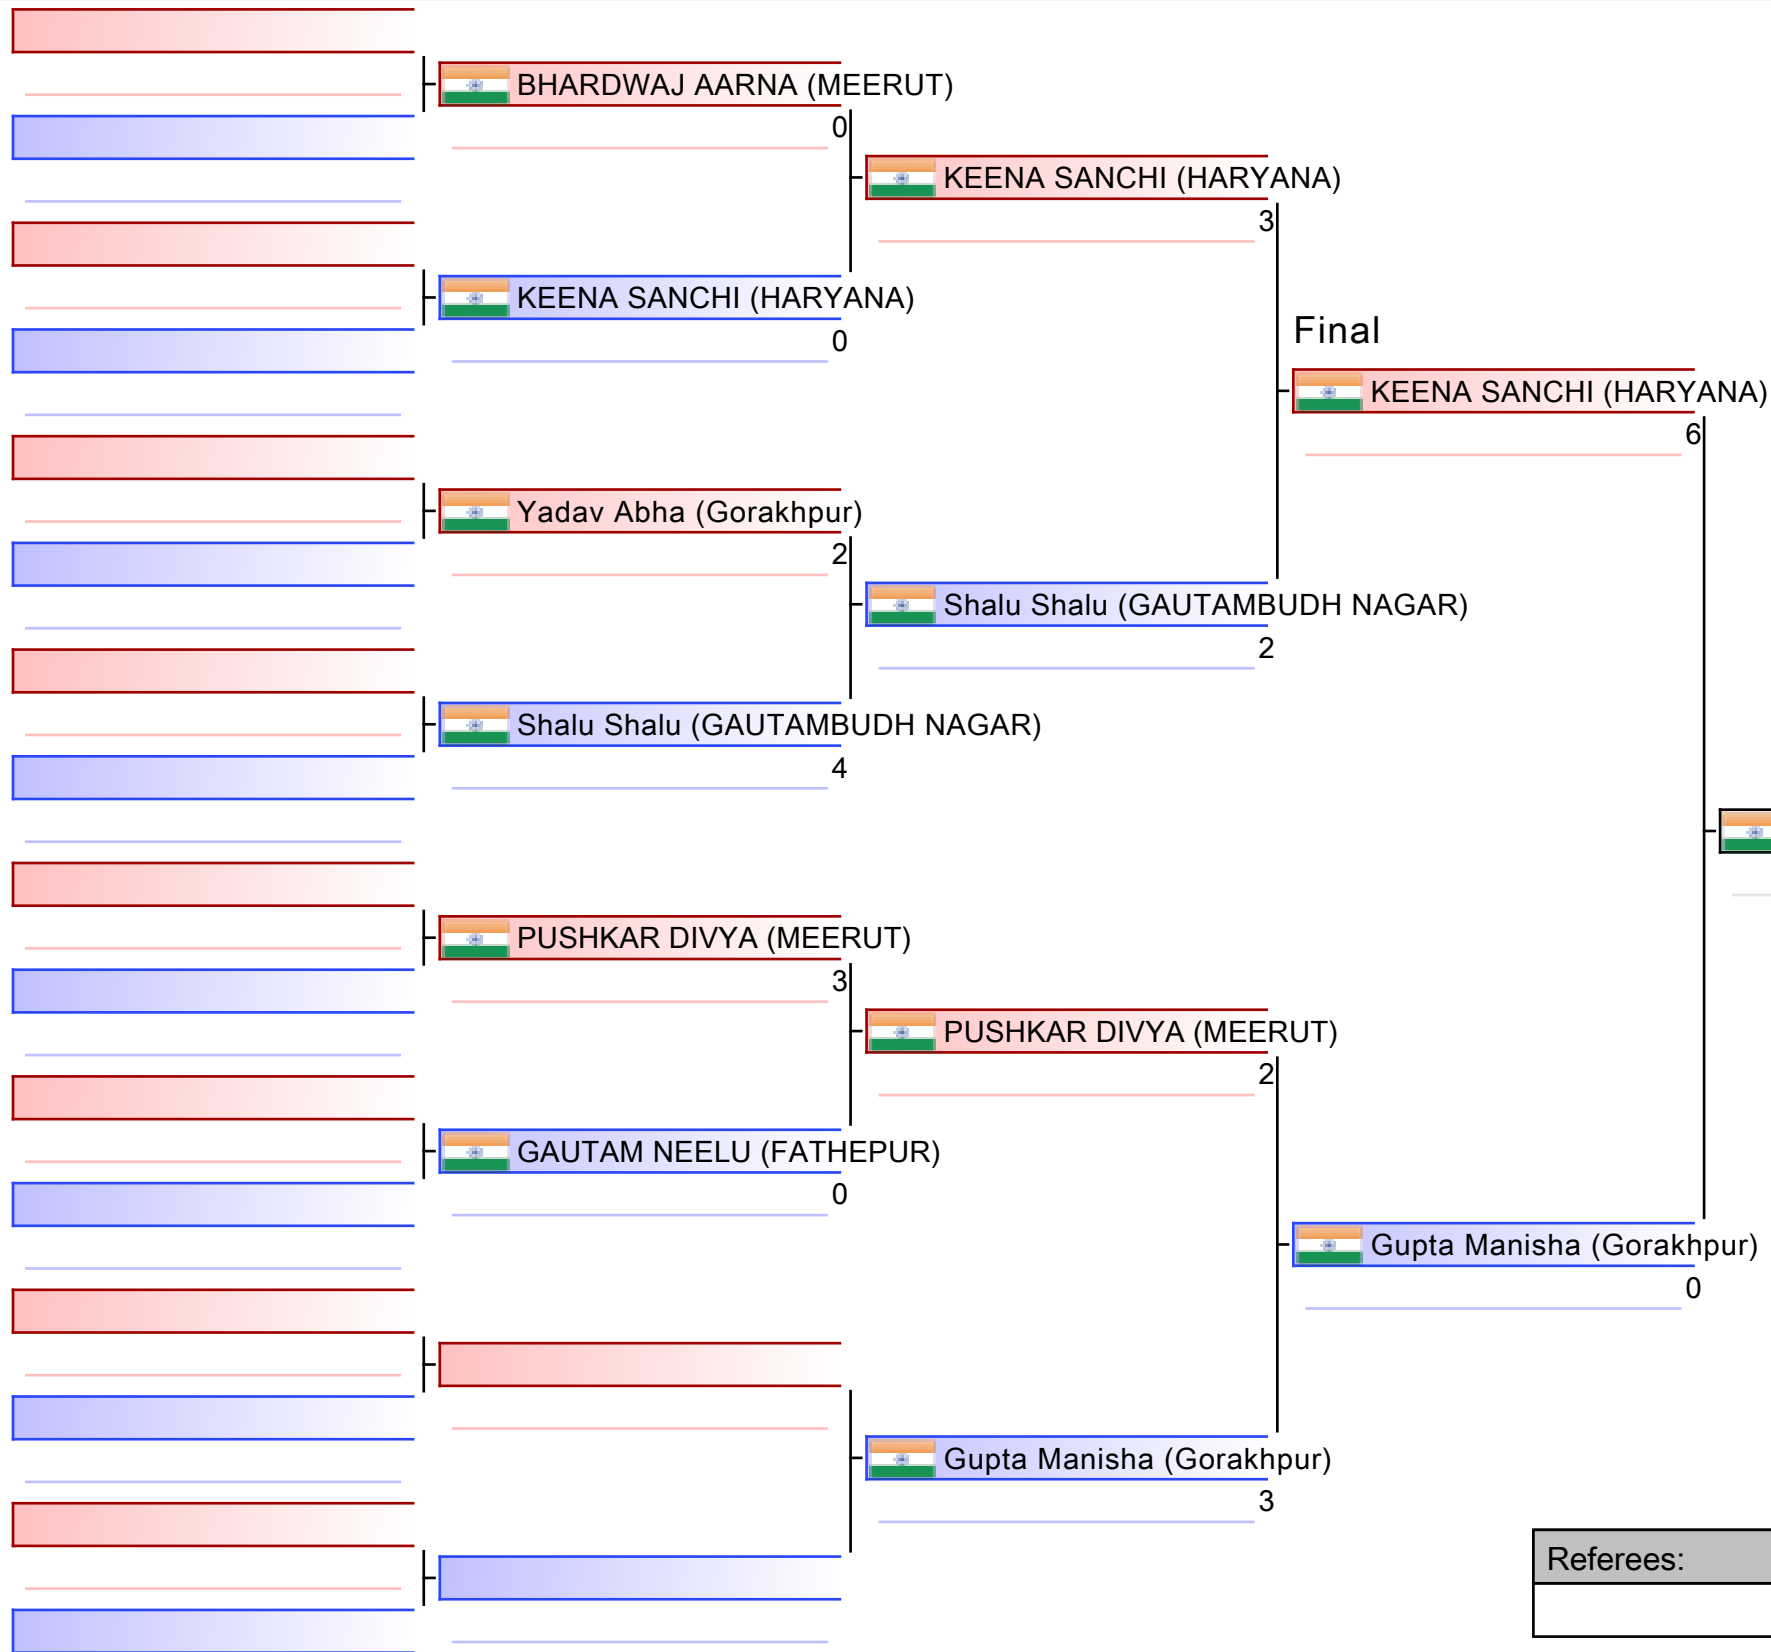 BHARDWAJ AARNA (MEERUT)
0
KEENA SANCHI (HARYANA)
3
KEENA SANCHI (HARYANA)
0
Final
KEENA SANCHI (HARYANA)
6
Yadav Abha (Gorakhpur)
2
Shalu Shalu (GAUTAMBUDH NAGAR)
2
Shalu Shalu (GAUTAMBUDH NAGAR)
4
PUSHKAR DIVYA (MEERUT)
3
PUSHKAR DIVYA (MEERUT)
2
GAUTAM NEELU (FATHEPUR)
0
Gupta Manisha (Gorakhpur)
0
Gupta Manisha (Gorakhpur)
3
Referees: